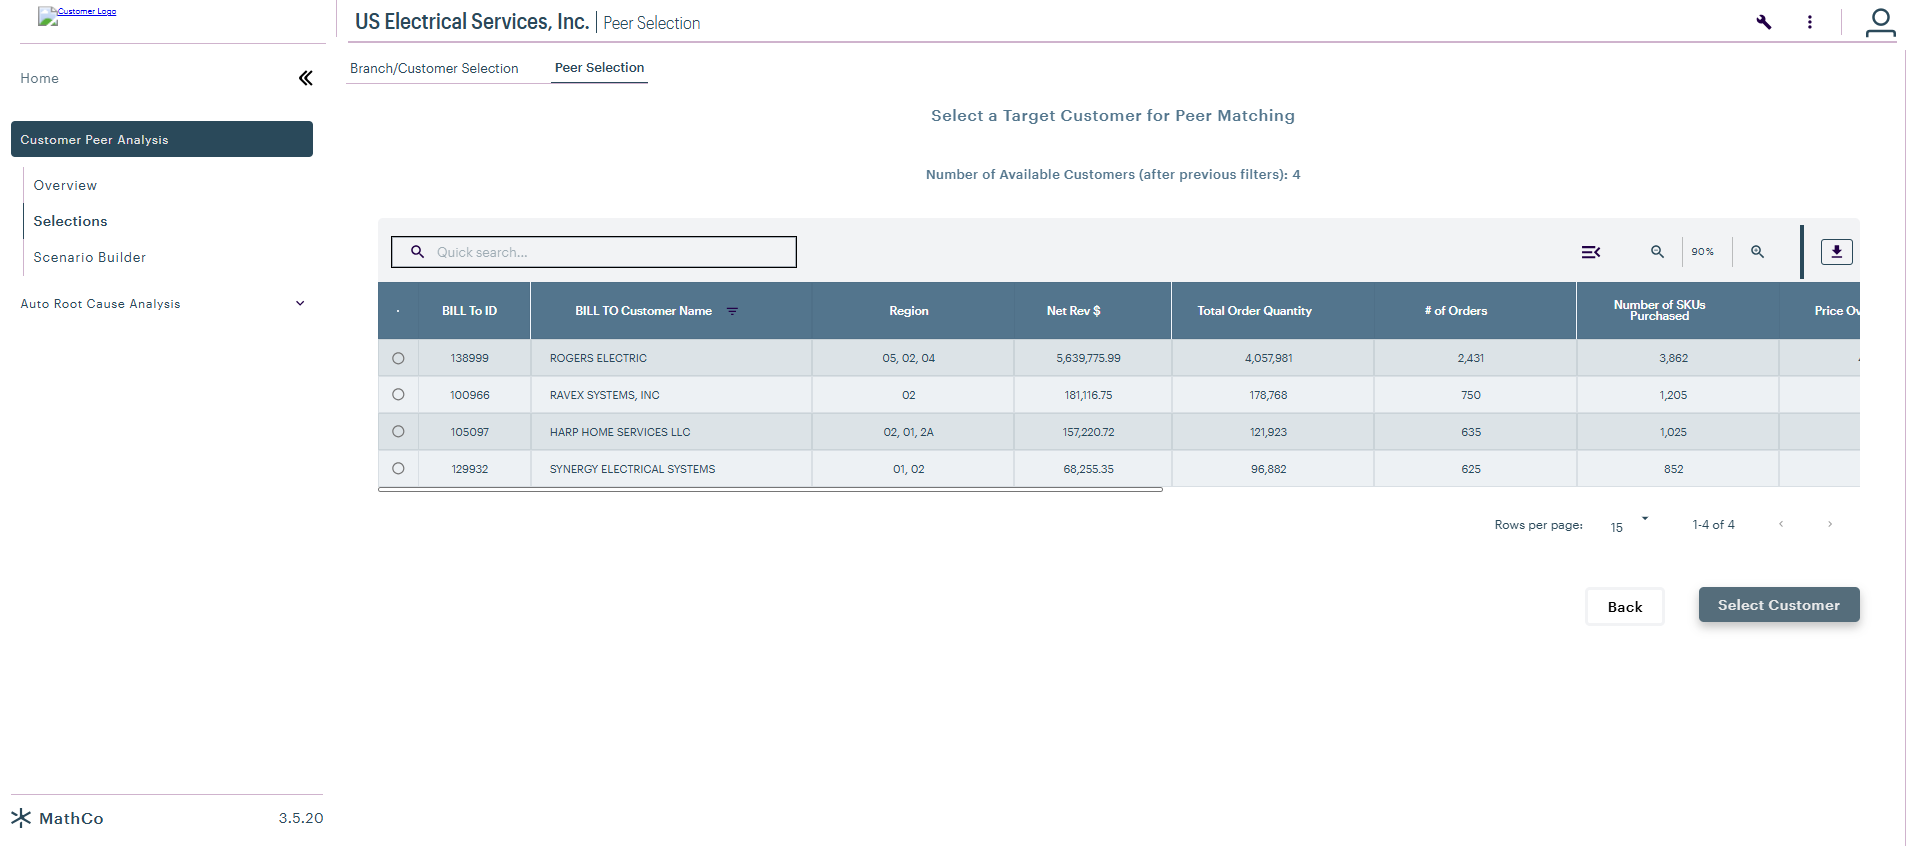 Customer Logo
US Electrical Services, Inc. Peer Selection
Home
Branch/Customer Selection
Peer Selection
Customer Peer Analysis
Overview
Selections
Scenario Builder
Auto Root Cause Analysis
Select a Target Customer for Peer Matching
Number of Available Customers (after previous filters): 4
Quick search...
90%
BILL To ID BILL TO Customer Name Region Net Rev $ Total Order Quantity # of Orders Number of SKUs Purchased Price Ov
138999 ROGERS ELECTRIC 05, 02, 04 5,639,775.99 4,057,981 2,431 3,862
100966 RAVEX SYSTEMS, INC 02 181,116.75 178,768 750 1,205
105097 HARP HOME SERVICES LLC 02, 01, 2A 157,220.72 121,923 635 1,025
129932 SYNERGY ELECTRICAL SYSTEMS 01, 02 68,255.35 96,882 625 852
Rows per page: 15 1-4 of 4
Back
Select Customer
MathCo 3.5.20